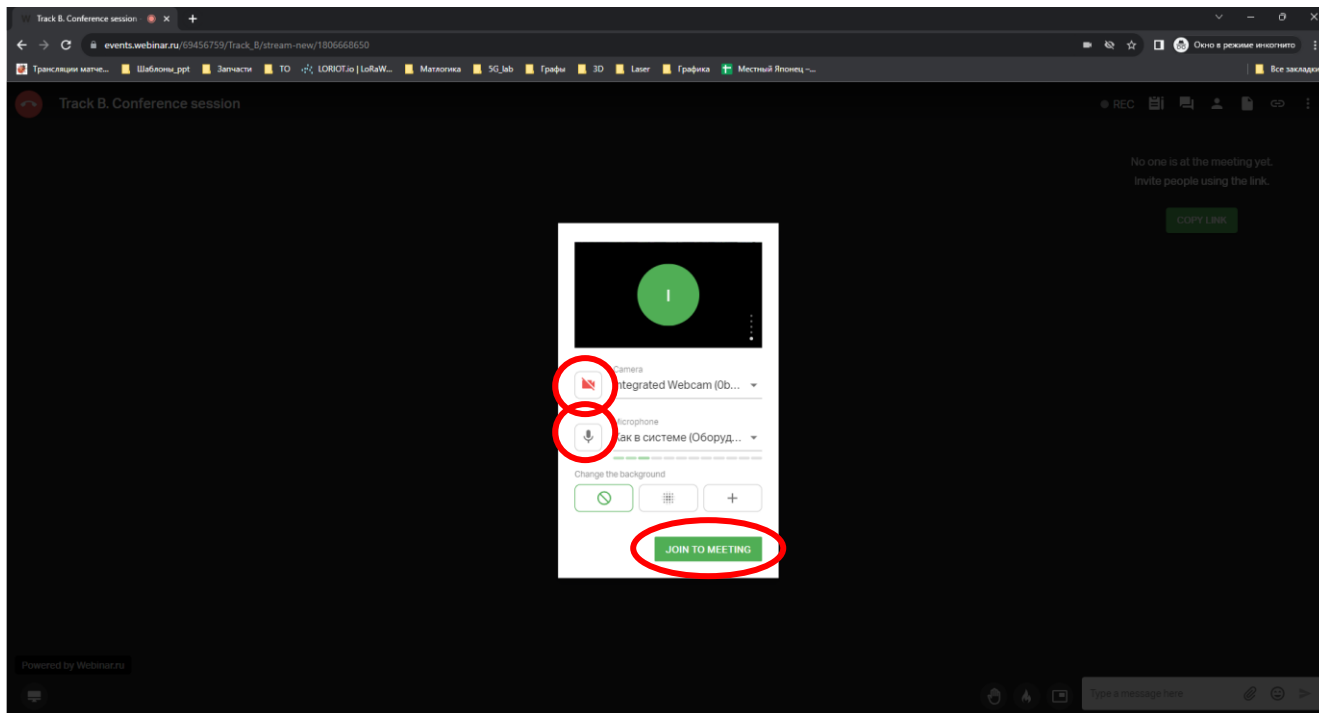 Track B. Conference session
events.webinar.ru/69456759/Track_B/stream-new/1806668650
Окно в режиме инкогнито
Трансляции матче... Шаблоны_ppt Запчасти ТО LORIOT.io | LoRaW... Матлогика 5G_lab Графы 3D Laser Графика Местный Японец –... Все закладки
Track B. Conference session
REC
No one is at the meeting yet.
Invite people using the link.
COPY LINK
I
Camera
Integrated Webcam (0b...
Microphone
Как в системе (Оборуд...
Change the background
JOIN TO MEETING
Powered by Webinar.ru
Type a message here